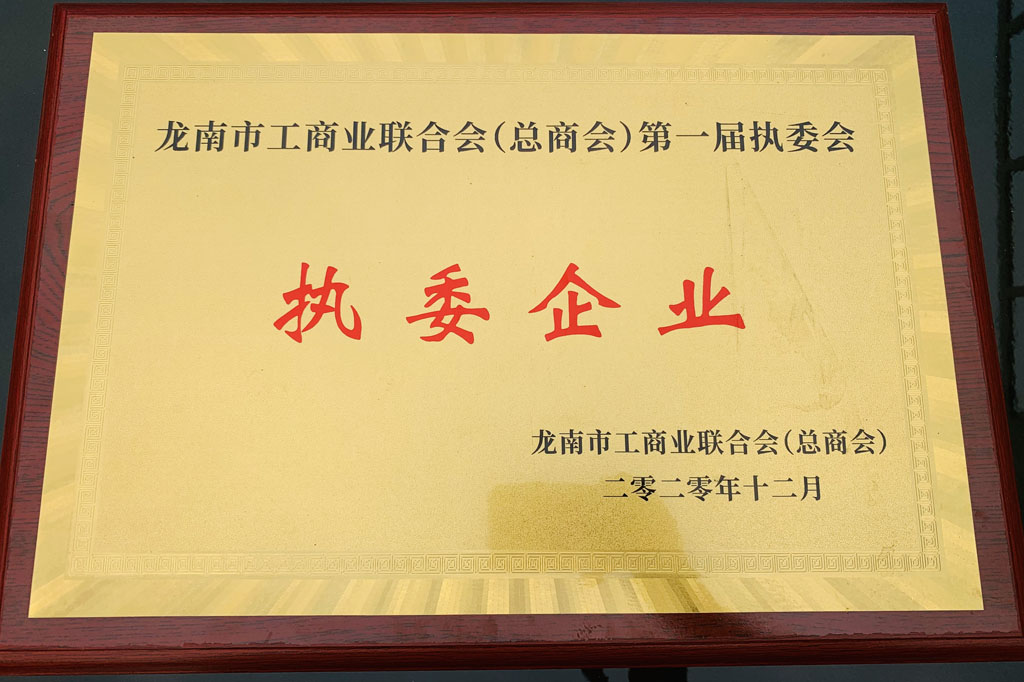 龙南市工商业联合会(总商会)第一届执委会
执委企业
龙南市工商业联合会(总商会)
二零二零年十二月